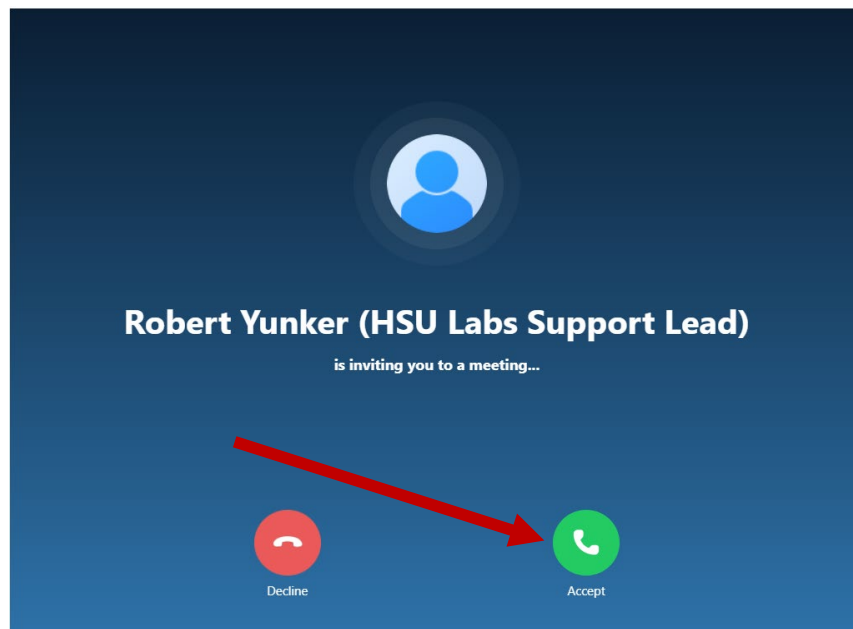 Robert Yunker (HSU Labs Support Lead)
is inviting you to a meeting...
Decline
Accept